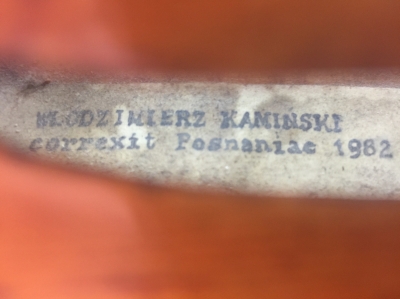 WŁODZIMIERZ KAMIŃSKI
correxit Posnaniae 1982